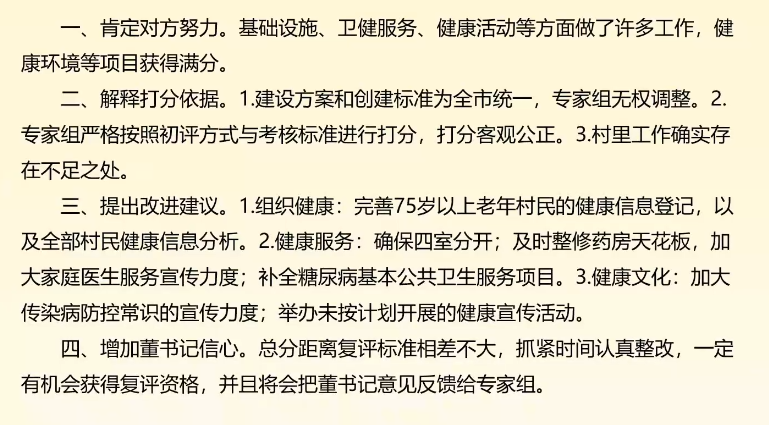 一、肯定对方努力。基础设施、卫健服务、健康活动等方面做了许多工作，健
康环境等项目获得满分。
二、解释打分依据。1.建设方案和创建标准为全市统一，专家组无权调整。2.
专家组严格按照初评方式与考核标准进行打分，打分客观公正。3.村里工作确实存
在不足之处。
三、提出改进建议。1.组织健康：完善75岁以上老年村民的健康信息登记，以
及全部村民健康信息分析。2.健康服务：确保四室分开；及时整修药房天花板，加
大家庭医生服务宣传力度；补全糖尿病基本公共卫生服务项目。3.健康文化：加大
传染病防控常识的宣传力度；举办未按计划开展的健康宣传活动。
四、增加董书记信心。总分距离复评标准相差不大，抓紧时间认真整改，一定
有机会获得复评资格，并且将会把董书记意见反馈给专家组。